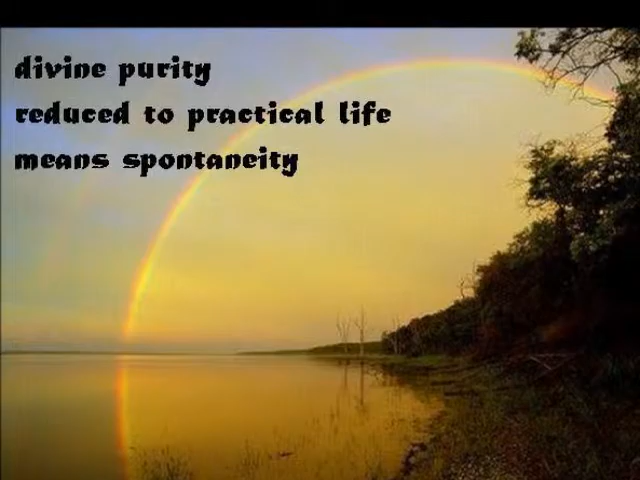 divine purity
reduced to practical life
means spontaneity